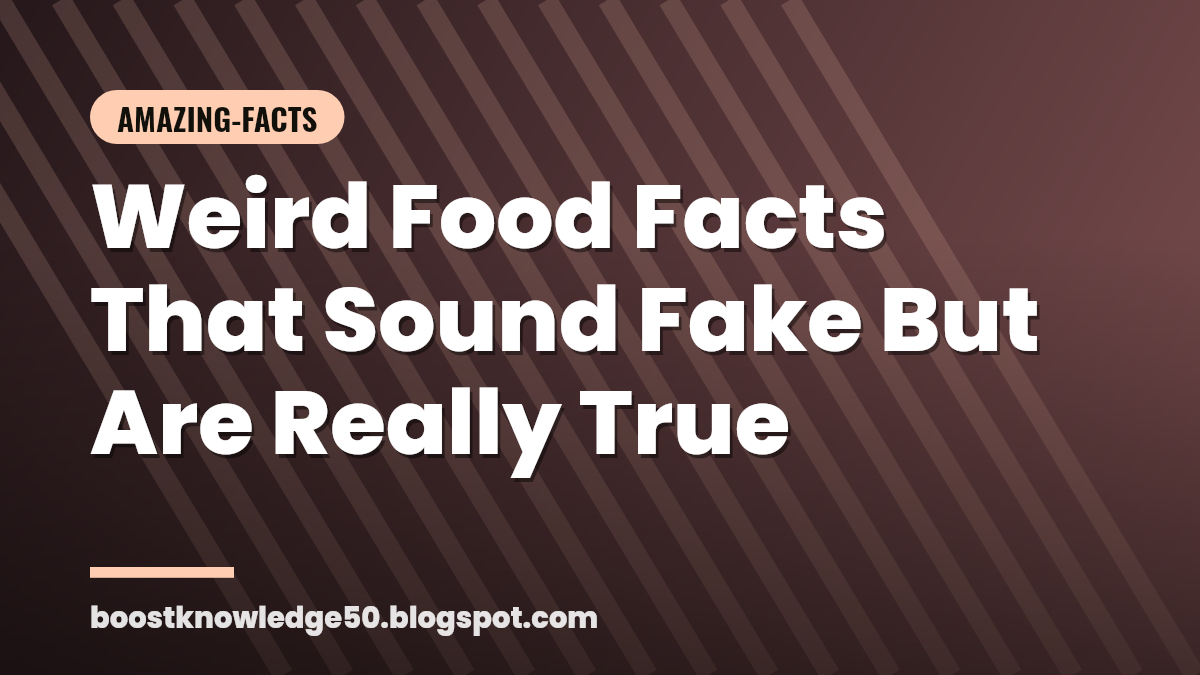 AMAZING-FACTS
Weird Food Facts
That Sound Fake But
Are Really True
boostknowledge50.blogspot.com